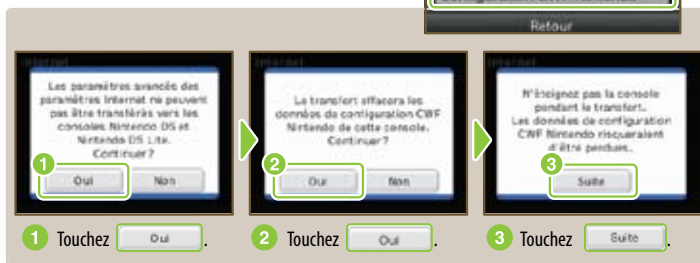 Retour
Internet
Les paramètres avancés des
paramètres Internet ne peuvent
pas être transférés vers les
consoles Nintendo DS et
Nintendo DS Lite.
Continuer?
1
Oui
Non
Le transfert effacera les
données de configuration CWF
Nintendo de cette console.
Continuer?
2
Oui
Non
N'éteignez pas la console
pendant le transfert.
Les données de configuration
CWF Nintendo risqueraient
d'être perdues.
3
Suite
1 Touchez Oui .
2 Touchez Oui .
3 Touchez Suite .